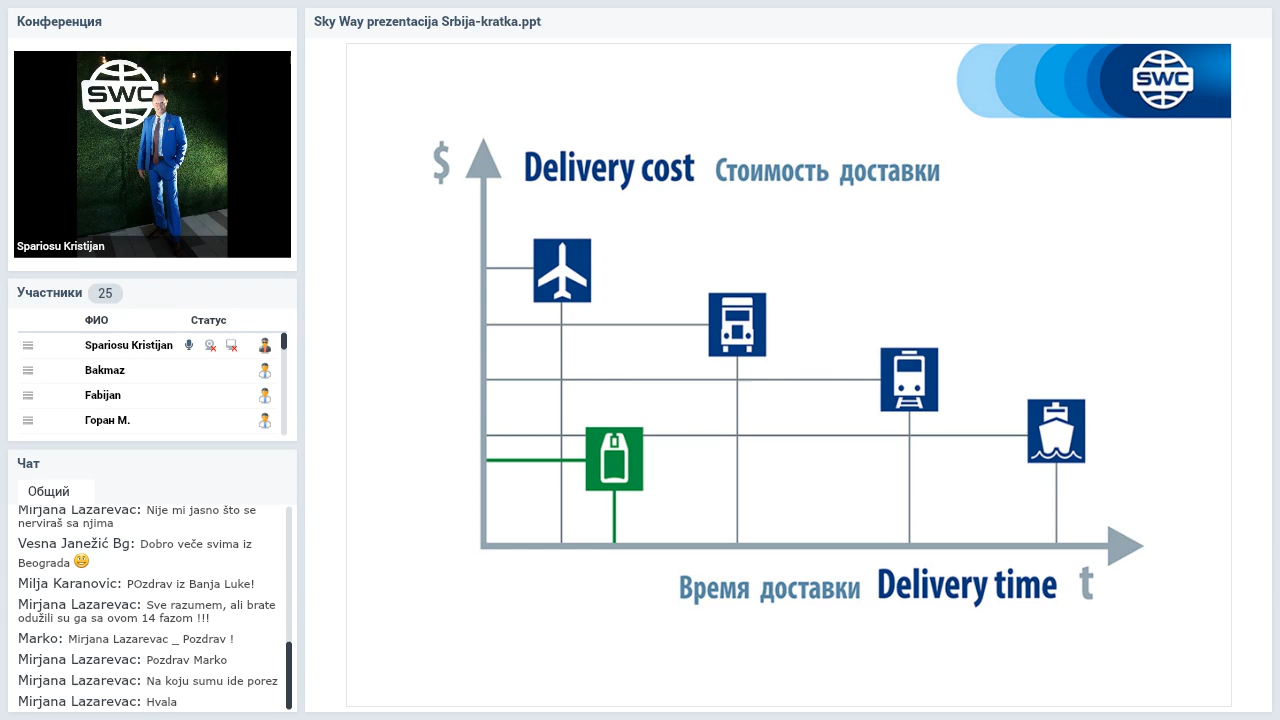 Конференция
SWC
Spariosu Kristijan
Участники 25
ФИО Статус
Spariosu Kristijan
Bakmaz
Fabijan
Горан М.
Чат
Общий
Mirjana Lazarevac: Nije mi jasno što se
nerviraš sa njima
Vesna Janežić Bg: Dobro veče svima iz
Beograda
Milja Karanovic: POzdrav iz Banja Luke!
Mirjana Lazarevac: Sve razumem, ali brate
odužili su ga sa ovom 14 fazom !!!
Marko: Mirjana Lazarevac _ Pozdrav !
Mirjana Lazarevac: Pozdrav Marko
Mirjana Lazarevac: Na koju sumu ide porez
Mirjana Lazarevac: Hvala
Sky Way prezentacija Srbija-kratka.ppt
SWC
$ Delivery cost Стоимость доставки
Время доставки Delivery time t